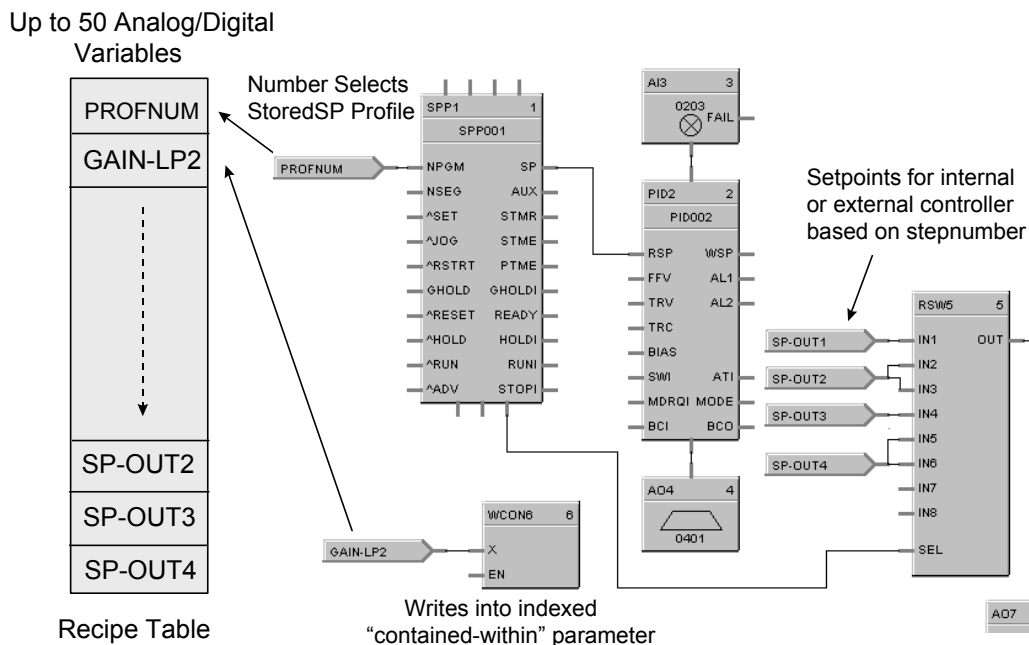 Up to 50 Analog/Digital
Variables
PROFNUM
GAIN-LP2
SP-OUT2
SP-OUT3
SP-OUT4
Recipe Table
Number Selects
StoredSP Profile
PROFNUM
SPP1 1
SPP001
NPGM SP
NSEG AUX
^SET STMR
^JOG STME
^RSTRT PTME
GHOLD GHOLDI
^RESET READY
^HOLD HOLDI
^RUN RUNI
^ADV STOPI
GAIN-LP2
WCON6 6
X
EN
Writes into indexed
“contained-within” parameter
AI3 3
0203
FAIL
PID2 2
PID002
RSP WSP
FFV AL1
TRV AL2
TRC
BIAS
SWI ATI
MDRQI MODE
BCI BCO
AO4 4
0401
Setpoints for internal
or external controller
based on stepnumber
SP-OUT1
SP-OUT2
SP-OUT3
SP-OUT4
RSW5 5
IN1 OUT
IN2
IN3
IN4
IN5
IN6
IN7
IN8
SEL
AO7